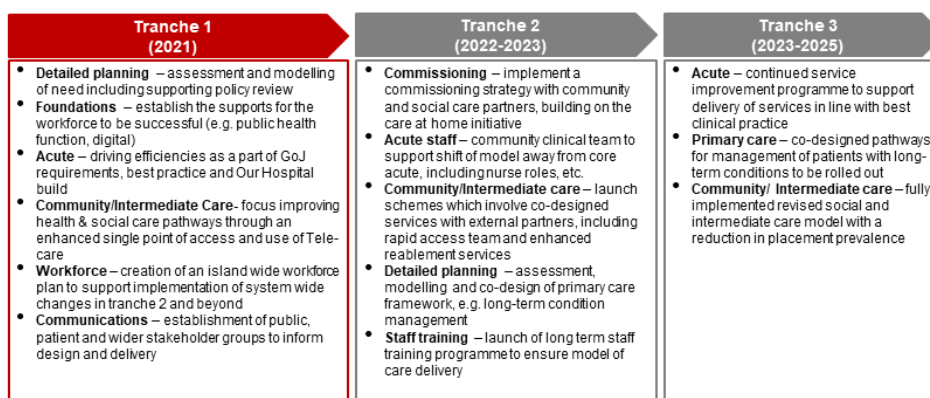 Tranche 1
(2021)
• Detailed planning – assessment and modelling
of need including supporting policy review
• Foundations – establish the supports for the
workforce to be successful (e.g. public health
function, digital)
• Acute – driving efficiencies as a part of GoJ
requirements, best practice and Our Hospital
build
• Community/Intermediate Care- focus improving
health & social care pathways through an
enhanced single point of access and use of Tele-
care
• Workforce – creation of an island wide workforce
plan to support implementation of system wide
changes in tranche 2 and beyond
• Communications – establishment of public,
patient and wider stakeholder groups to inform
design and delivery
Tranche 2
(2022-2023)
• Commissioning – implement a
commissioning strategy with community
and social care partners, building on the
care at home initiative
• Acute staff – community clinical team to
support shift of model away from core
acute, including nurse roles, etc.
• Community/Intermediate care – launch
schemes which involve co-designed
services with external partners, including
rapid access team and enhanced
reablement services
• Detailed planning – assessment,
modelling and co-design of primary care
framework, e.g. long-term condition
management
• Staff training – launch of long term staff
training programme to ensure model of
care delivery
Tranche 3
(2023-2025)
• Acute – continued service
improvement programme to support
delivery of services in line with best
clinical practice
• Primary care – co-designed pathways
for management of patients with long-
term conditions to be rolled out
• Community/ Intermediate care – fully
implemented revised social and
intermediate care model with a
reduction in placement prevalence